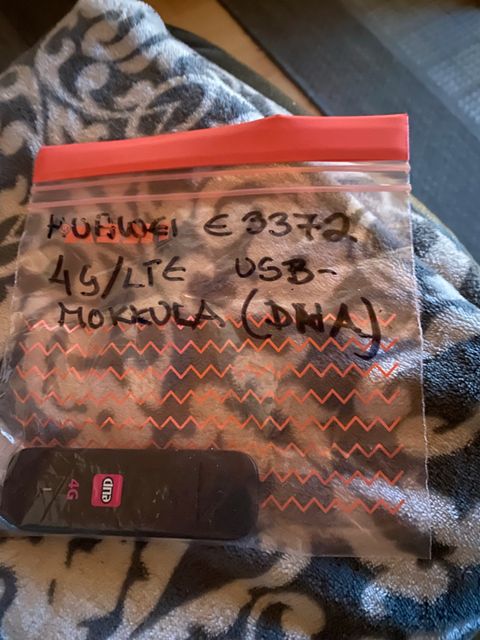 HUAWEI E3372
4G/LTE USB-
MOKKULA (DNA)
dna
4G